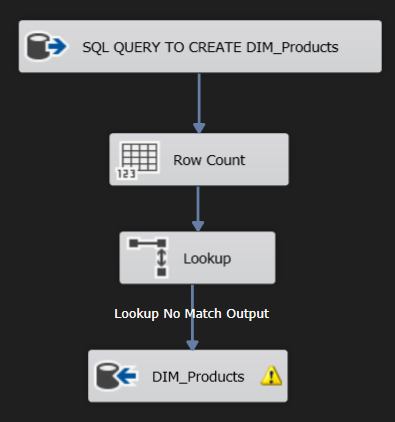 SQL QUERY TO CREATE DIM_Products
123
Row Count
Lookup
Lookup No Match Output
DIM_Products